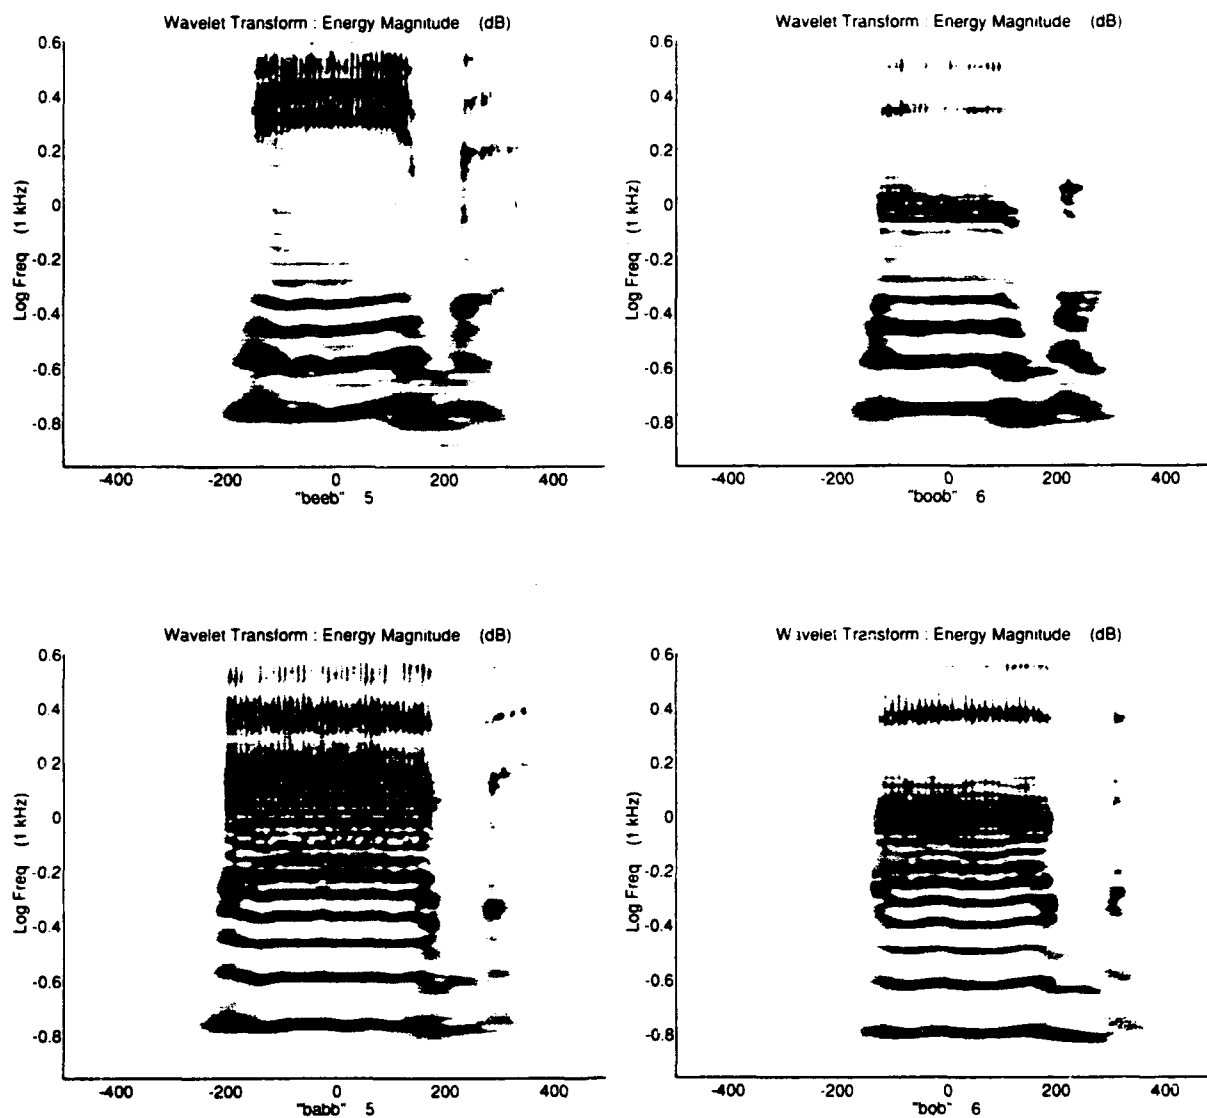 Wavelet Transform : Energy Magnitude (dB)
0.6
0.4
0.2
0
-0.2
-0.4
-0.6
-0.8
Log Freq (1 kHz)
-400 -200 0 200 400
"beeb" 5
Wavelet Transform : Energy Magnitude (dB)
0.6
0.4
0.2
0
-0.2
-0.4
-0.6
-0.8
Log Freq (1 kHz)
-400 -200 0 200 400
"boob" 6
Wavelet Transform : Energy Magnitude (dB)
0.6
0.4
0.2
0
-0.2
-0.4
-0.6
-0.8
Log Freq (1 kHz)
-400 -200 0 200 400
"babb" 5
Wavelet Transform : Energy Magnitude (dB)
0.6
0.4
0.2
0
-0.2
-0.4
-0.6
-0.8
Log Freq (1 kHz)
-400 -200 0 200 400
"bob" 6